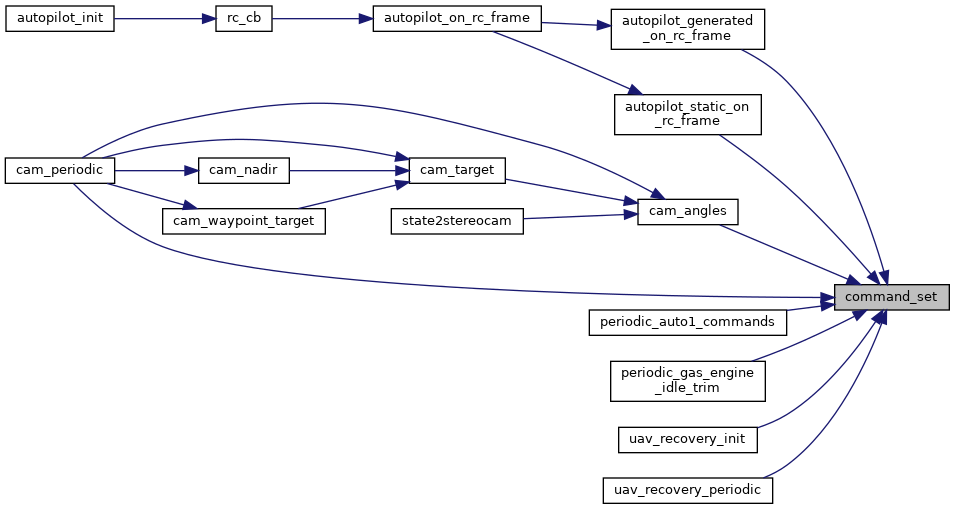 autopilot_init
rc_cb
autopilot_on_rc_frame
autopilot_generated
_on_rc_frame
autopilot_static_on
_rc_frame
cam_periodic
cam_nadir
cam_target
cam_waypoint_target
state2stereocam
cam_angles
command_set
periodic_auto1_commands
periodic_gas_engine
_idle_trim
uav_recovery_init
uav_recovery_periodic